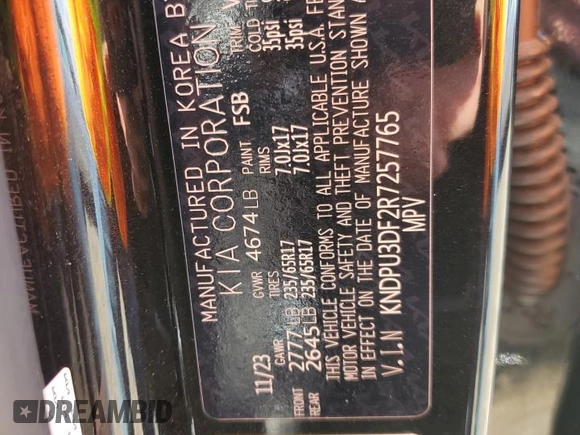 MANUFACTURED IN KOREA B
KIA CORPORATION
11/23 GVWR 4674LB PAINT FSB TRIM
GAWR TIRES RIMS COLD
FRONT 2777LB 235/65R17 7.0Jx17 35psi
REAR 2645LB 235/65R17 7.0Jx17 35psi
THIS VEHICLE CONFORMS TO ALL APPLICABLE U.S.A. FE
MOTOR VEHICLE SAFETY AND THEFT PREVENTION STAN
IN EFFECT ON THE DATE OF MANUFACTURE SHOWN A
V.I.N KNDPU3DF2R7257765
MPV
DREAMBID